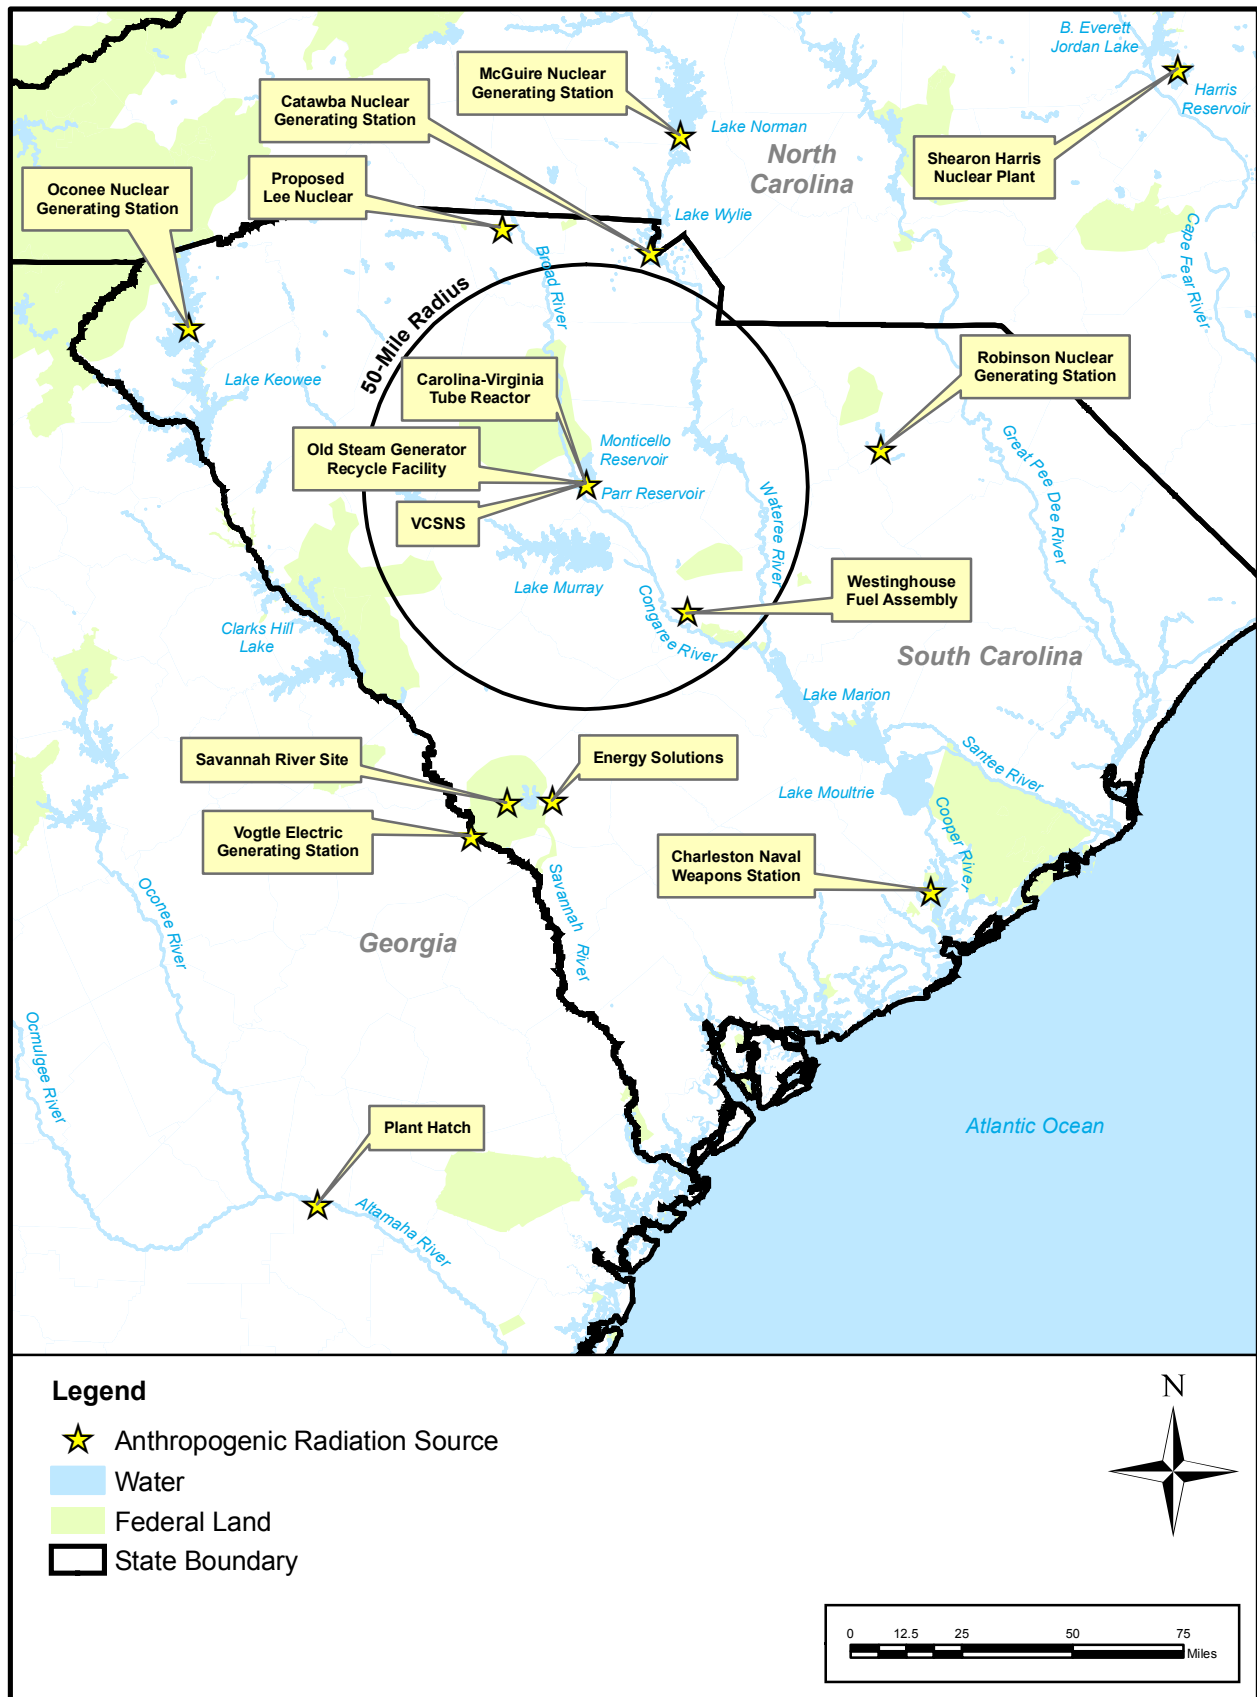 B. Everett
Jordan Lake
Harris
Reservoir
McGuire Nuclear
Generating Station
Catawba Nuclear
Generating Station
Lake Norman
North
Carolina
Shearon Harris
Nuclear Plant
Oconee Nuclear
Generating Station
Proposed
Lee Nuclear
Lake Wylie
Cape Fear River
Broad River
50-Mile Radius
Lake Keowee
Carolina-Virginia
Tube Reactor
Robinson Nuclear
Generating Station
Old Steam Generator
Recycle Facility
Monticello
Reservoir
Parr Reservoir
VCSNS
Wateree River
Great Pee Dee River
Lake Murray
Westinghouse
Fuel Assembly
Congaree River
Clarks Hill
Lake
South Carolina
Lake Marion
Savannah River Site
Energy Solutions
Santee River
Lake Moultrie
Vogtle Electric
Generating Station
Cooper River
Charleston Naval
Weapons Station
Savannah River
Oconee River
Georgia
Ocmulgee River
Plant Hatch
Atlantic Ocean
Altamaha River
Legend
Anthropogenic Radiation Source
Water
Federal Land
State Boundary
N
0 12.5 25 50 75
Miles